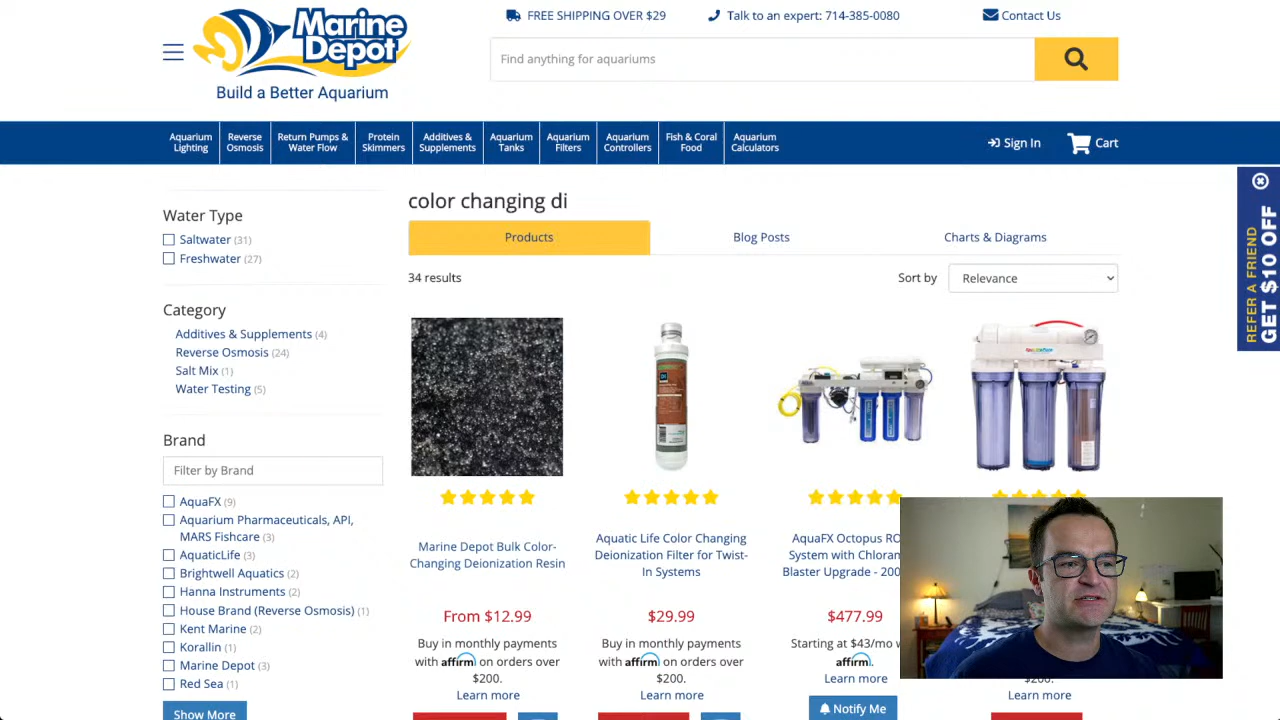 Marine
Depot
Build a Better Aquarium
FREE SHIPPING OVER $29
Talk to an expert: 714-385-0080
Contact Us
Find anything for aquariums
Aquarium Lighting
Reverse Osmosis
Return Pumps & Water Flow
Protein Skimmers
Additives & Supplements
Aquarium Tanks
Aquarium Filters
Aquarium Controllers
Fish & Coral Food
Aquarium Calculators
Sign In
Cart
REFER A FRIEND
GET $10 OFF
Water Type
Saltwater (31)
Freshwater (27)
Category
Additives & Supplements (4)
Reverse Osmosis (24)
Salt Mix (1)
Water Testing (5)
Brand
Filter by Brand
AquaFX (9)
Aquarium Pharmaceuticals, API,
MARS Fishcare (3)
AquaticLife (3)
Brightwell Aquatics (2)
Hanna Instruments (2)
House Brand (Reverse Osmosis) (1)
Kent Marine (2)
Korallin (1)
Marine Depot (3)
Red Sea (1)
Show More
color changing di
Products
Blog Posts
Charts & Diagrams
34 results
Sort by
Relevance
Marine Depot Bulk Color-
Changing Deionization Resin
From $12.99
Buy in monthly payments
with affirm on orders over
$200.
Learn more
Aquatic Life Color Changing
Deionization Filter for Twist-
In Systems
$29.99
Buy in monthly payments
with affirm on orders over
$200.
Learn more
AquaFX Octopus RO
System with Chloram
Blaster Upgrade - 200
$477.99
Starting at $43/mo w
affirm.
Learn more
Notify Me
$200.
Learn more